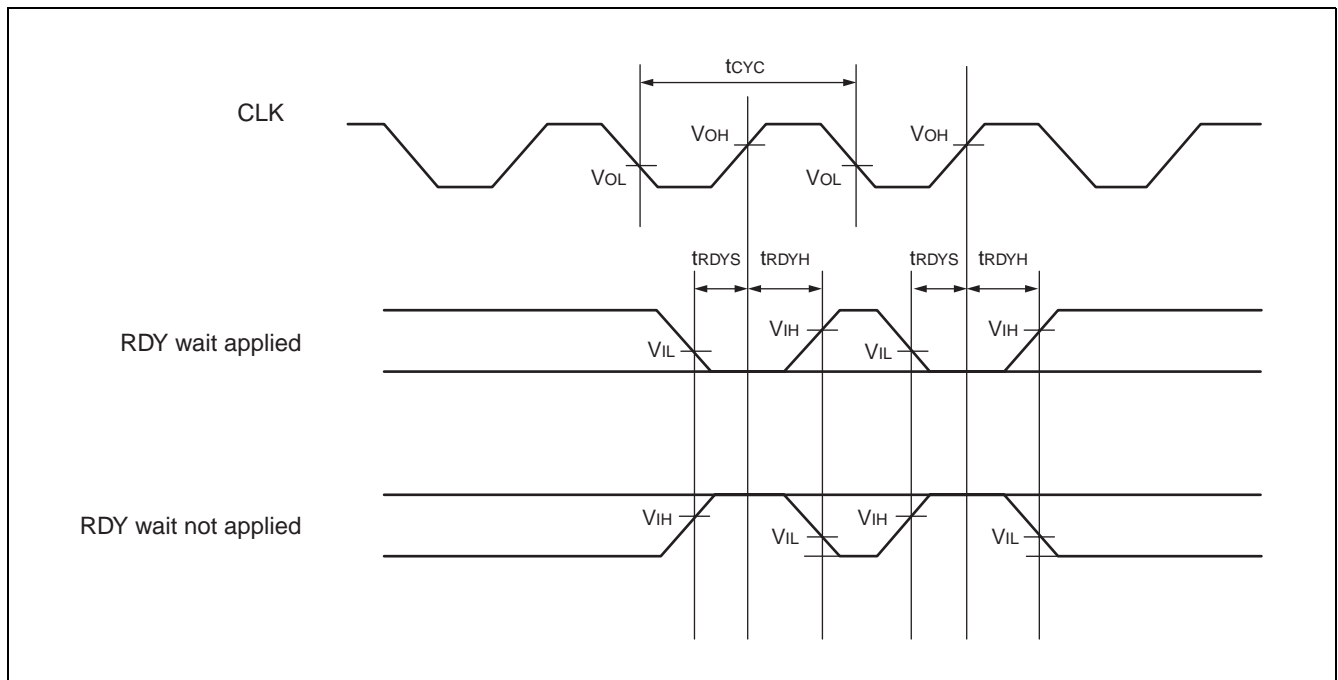 tCYC
CLK
VOH
VOH
VOL
VOL
tRDYS
tRDYH
tRDYS
tRDYH
RDY wait applied
VIH
VIH
VIL
VIL
RDY wait not applied
VIH
VIH
VIL
VIL